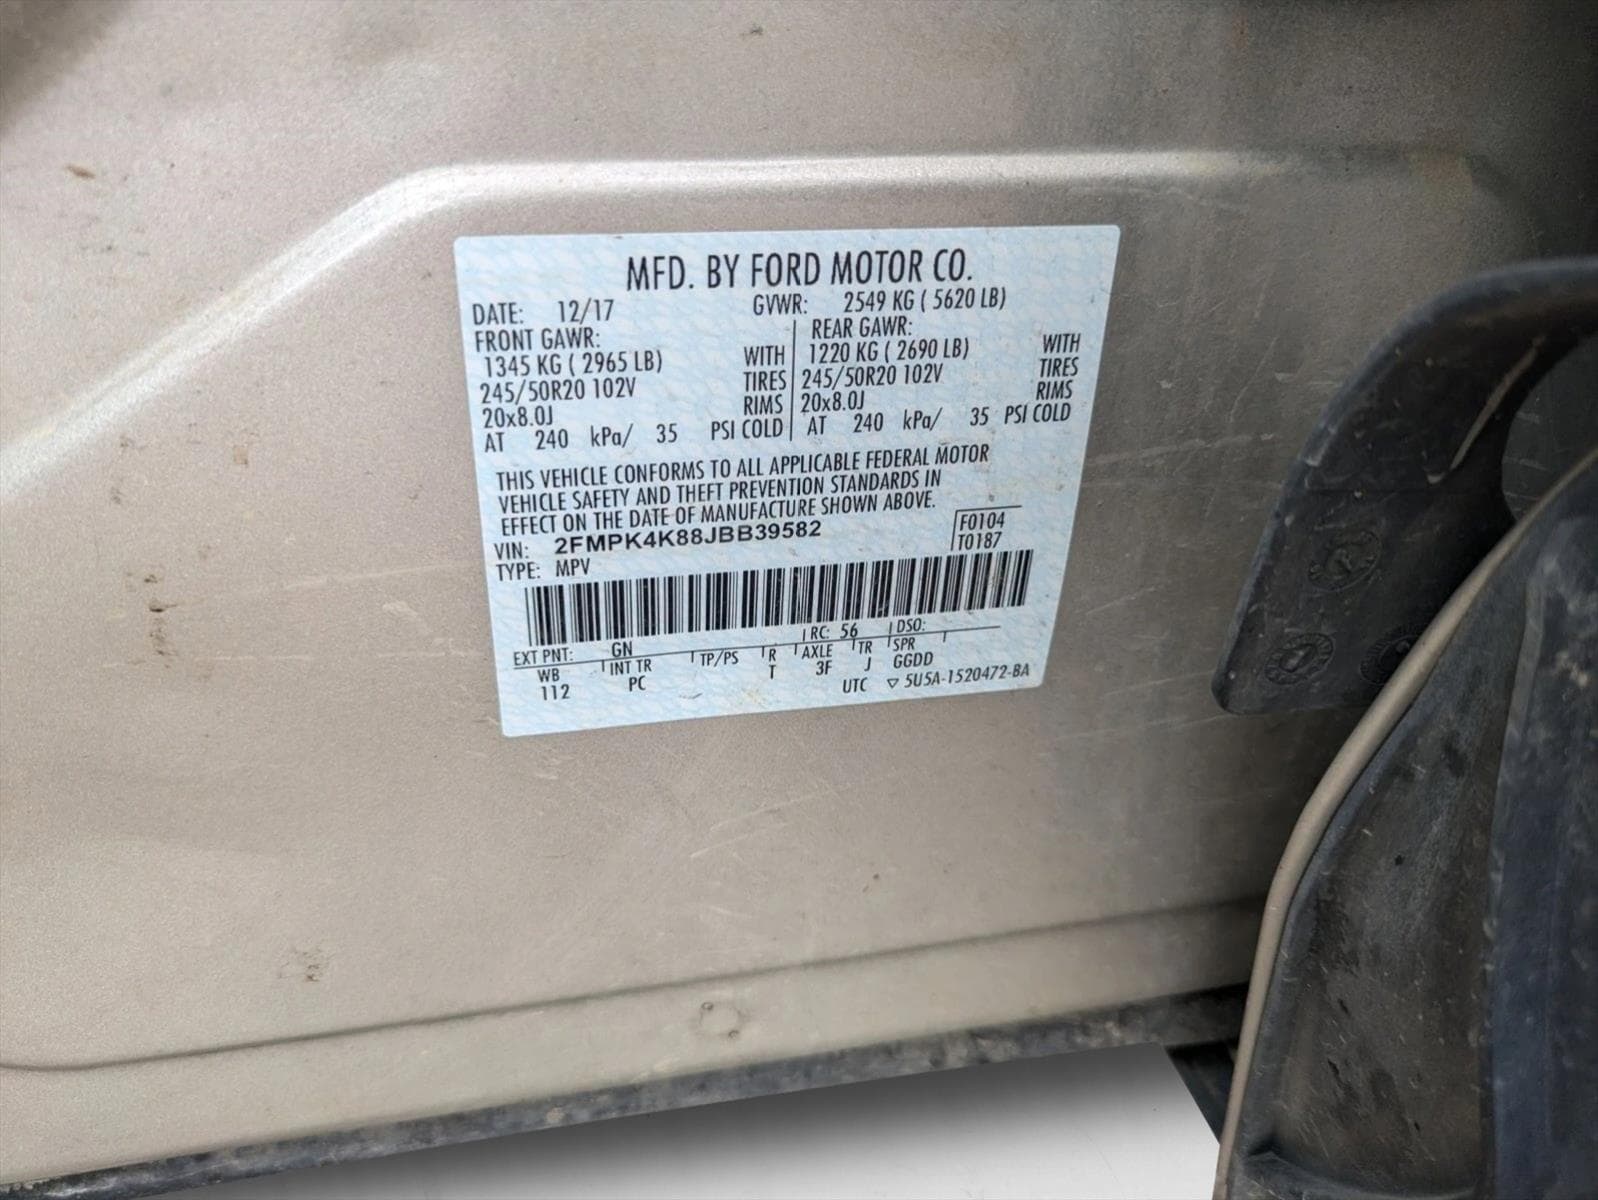 MFD. BY FORD MOTOR CO.
DATE: 12/17 GVWR: 2549 KG ( 5620 LB)
FRONT GAWR: REAR GAWR:
1345 KG ( 2965 LB) WITH 1220 KG ( 2690 LB) WITH
245/50R20 102V TIRES 245/50R20 102V TIRES
20x8.0J RIMS 20x8.0J RIMS
AT 240 kPa/ 35 PSI COLD AT 240 kPa/ 35 PSI COLD
THIS VEHICLE CONFORMS TO ALL APPLICABLE FEDERAL MOTOR
VEHICLE SAFETY AND THEFT PREVENTION STANDARDS IN
EFFECT ON THE DATE OF MANUFACTURE SHOWN ABOVE.
VIN: 2FMPK4K88JBB39582 F0104
TYPE: MPV T0187
EXT PNT: GN RC: 56 DSO:
WB INT TR TP/PS R AXLE TR SPR
112 PC T 3F J GGDD
UTC ▽ 5U5A-1520472-BA